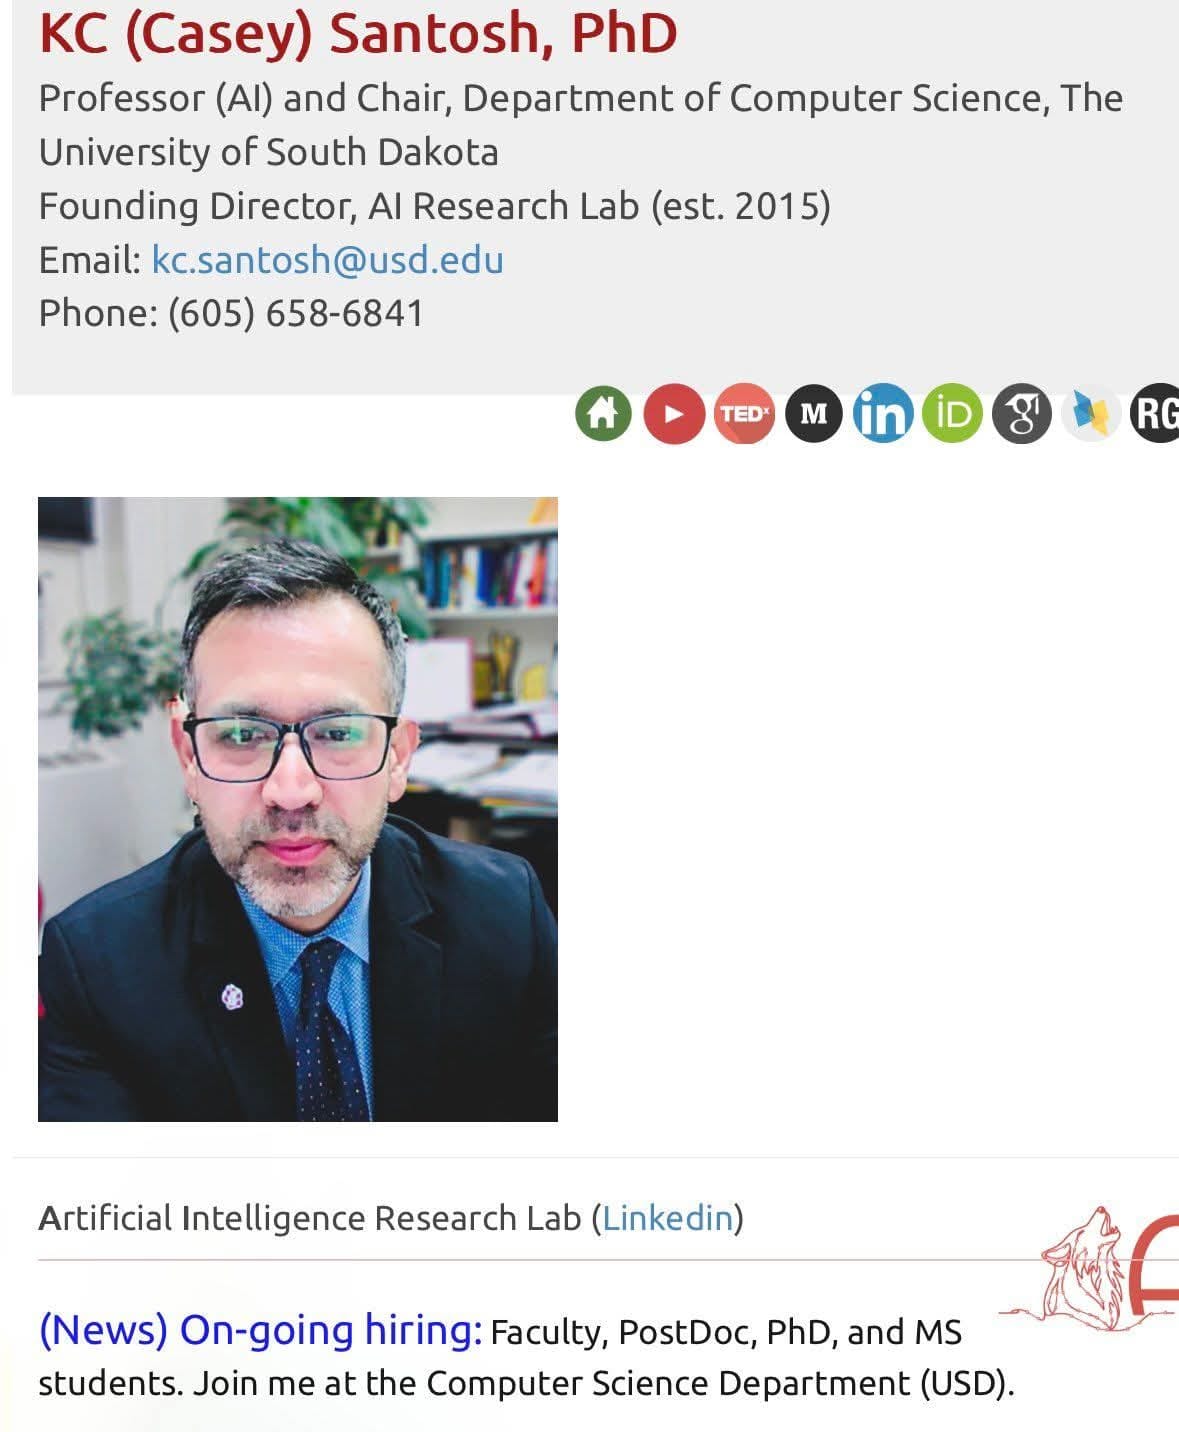 KC (Casey) Santosh, PhD
Professor (AI) and Chair, Department of Computer Science, The
University of South Dakota
Founding Director, AI Research Lab (est. 2015)
Email: kc.santosh@usd.edu
Phone: (605) 658-6841
TEDx M in iD g RG
Artificial Intelligence Research Lab (Linkedin)
A
(News) On-going hiring: Faculty, PostDoc, PhD, and MS
students. Join me at the Computer Science Department (USD).